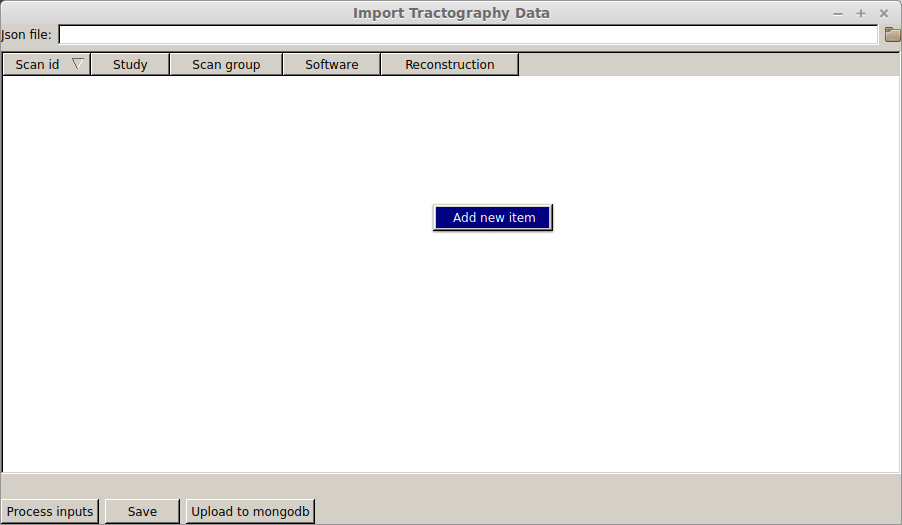 Import Tractography Data
Json file:
Scan id Study Scan group Software Reconstruction
Add new item
Process inputs Save Upload to mongodb